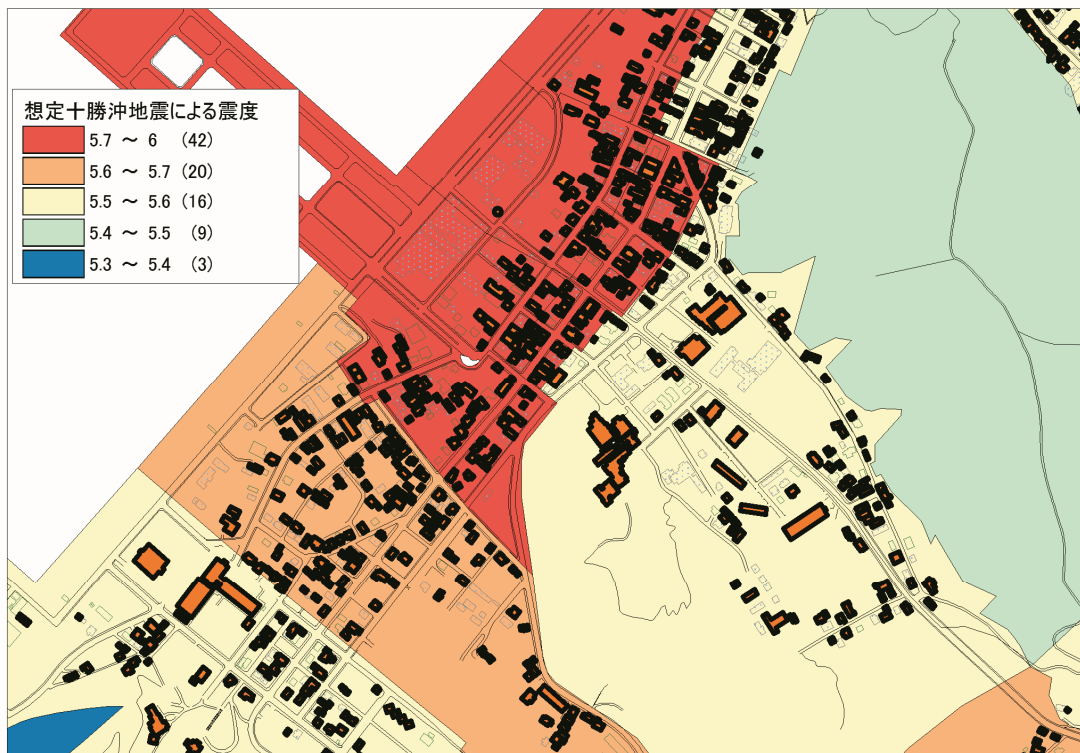 想定十勝沖地震による震度
5.7 ～ 6 (42)
5.6 ～ 5.7 (20)
5.5 ～ 5.6 (16)
5.4 ～ 5.5 (9)
5.3 ～ 5.4 (3)